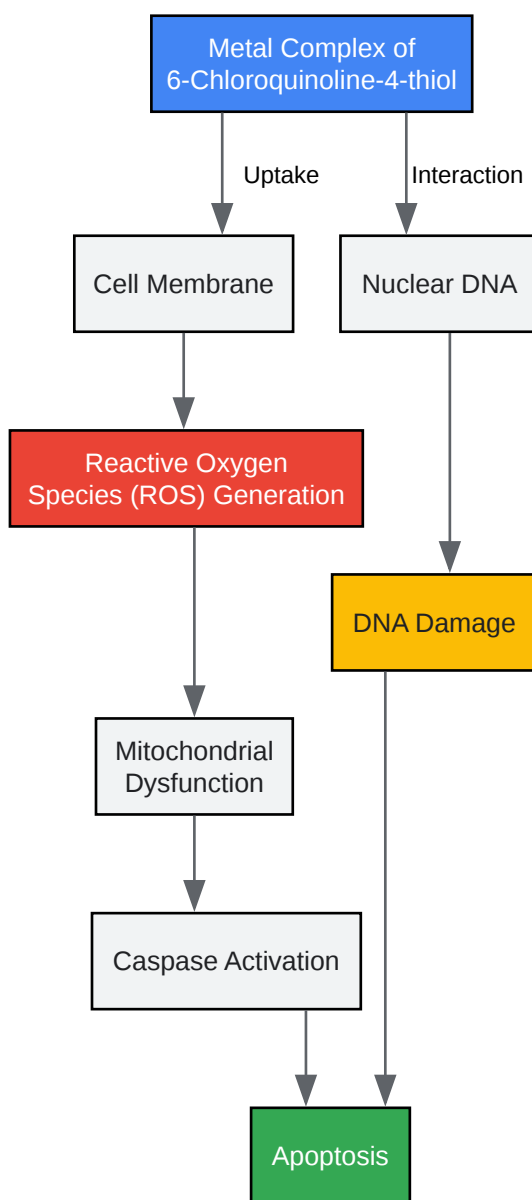 Metal Complex of
6-Chloroquinoline-4-thiol
Uptake
Interaction
Cell Membrane
Nuclear DNA
Reactive Oxygen
Species (ROS) Generation
DNA Damage
Mitochondrial
Dysfunction
Caspase Activation
Apoptosis